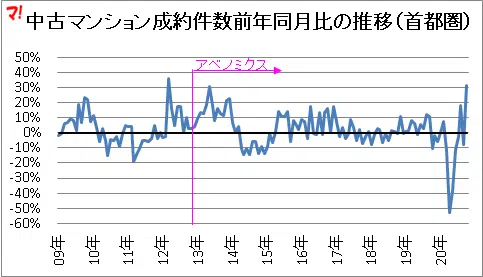 マ!
中古マンション成約件数前年同月比の推移(首都圏)
アベノミクス
50%
40%
30%
20%
10%
0%
-10%
-20%
-30%
-40%
-50%
-60%
09年
10年
11年
12年
13年
14年
15年
16年
17年
18年
19年
20年